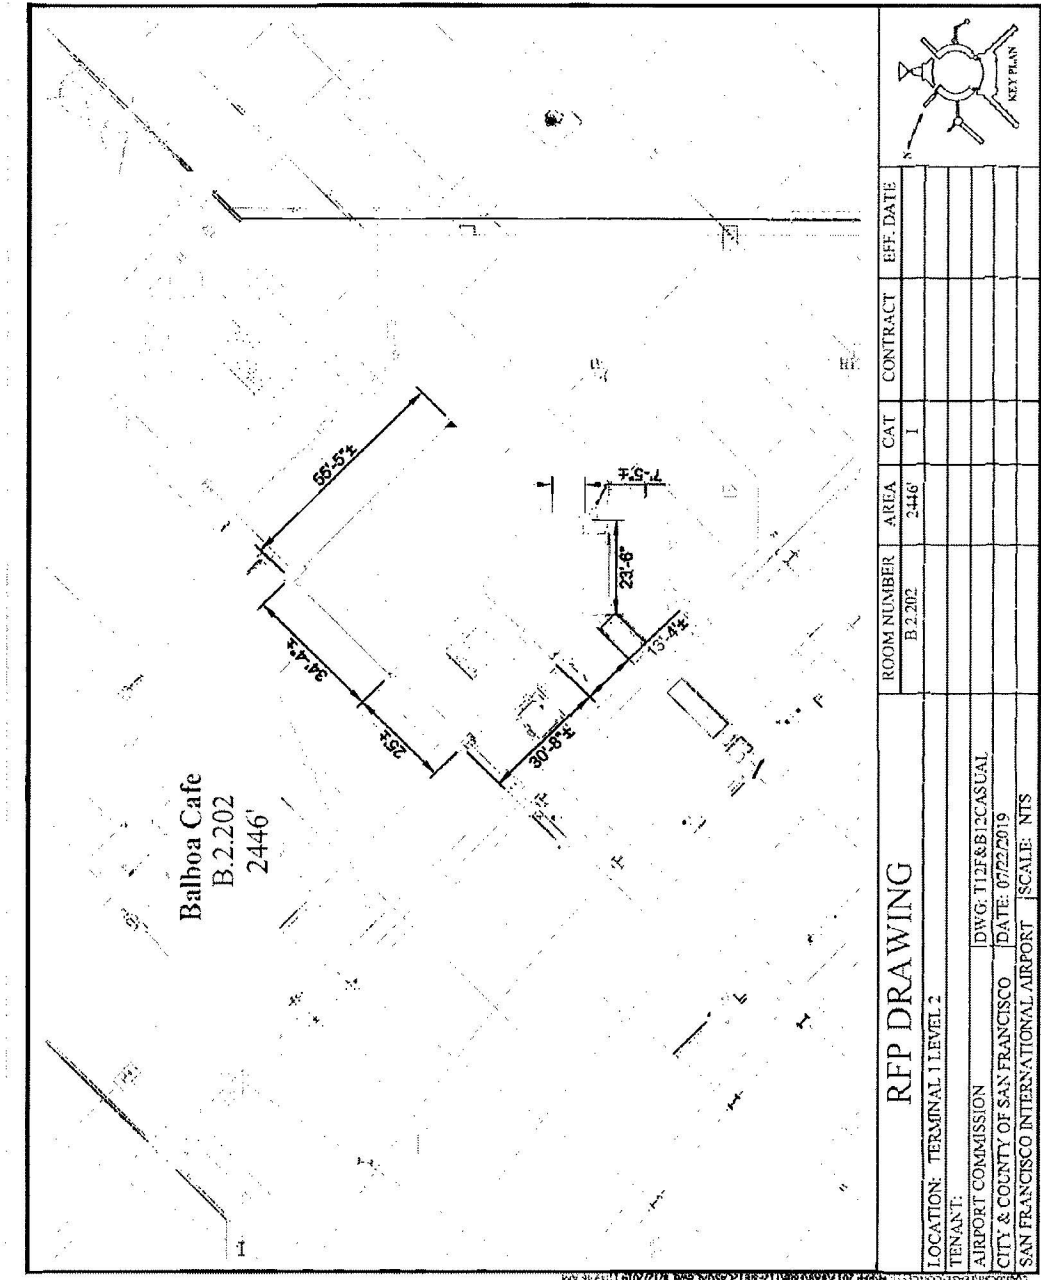 Balboa Cafe
B.2.202
2446'
55'-5"±
34'-4"±
25±
30'-8"±
13'-4"±
23'-6"
7'-5"±
RFP DRAWING
LOCATION: TERMINAL 1 LEVEL 2
TENANT:
AIRPORT COMMISSION
DWG: T12F&B12CASUAL
CITY & COUNTY OF SAN FRANCISCO
DATE: 07/22/2019
SAN FRANCISCO INTERNATIONAL AIRPORT
SCALE: NTS
ROOM NUMBER AREA CAT CONTRACT EFF. DATE
B.2.202 2446' 1
N
KEY PLAN